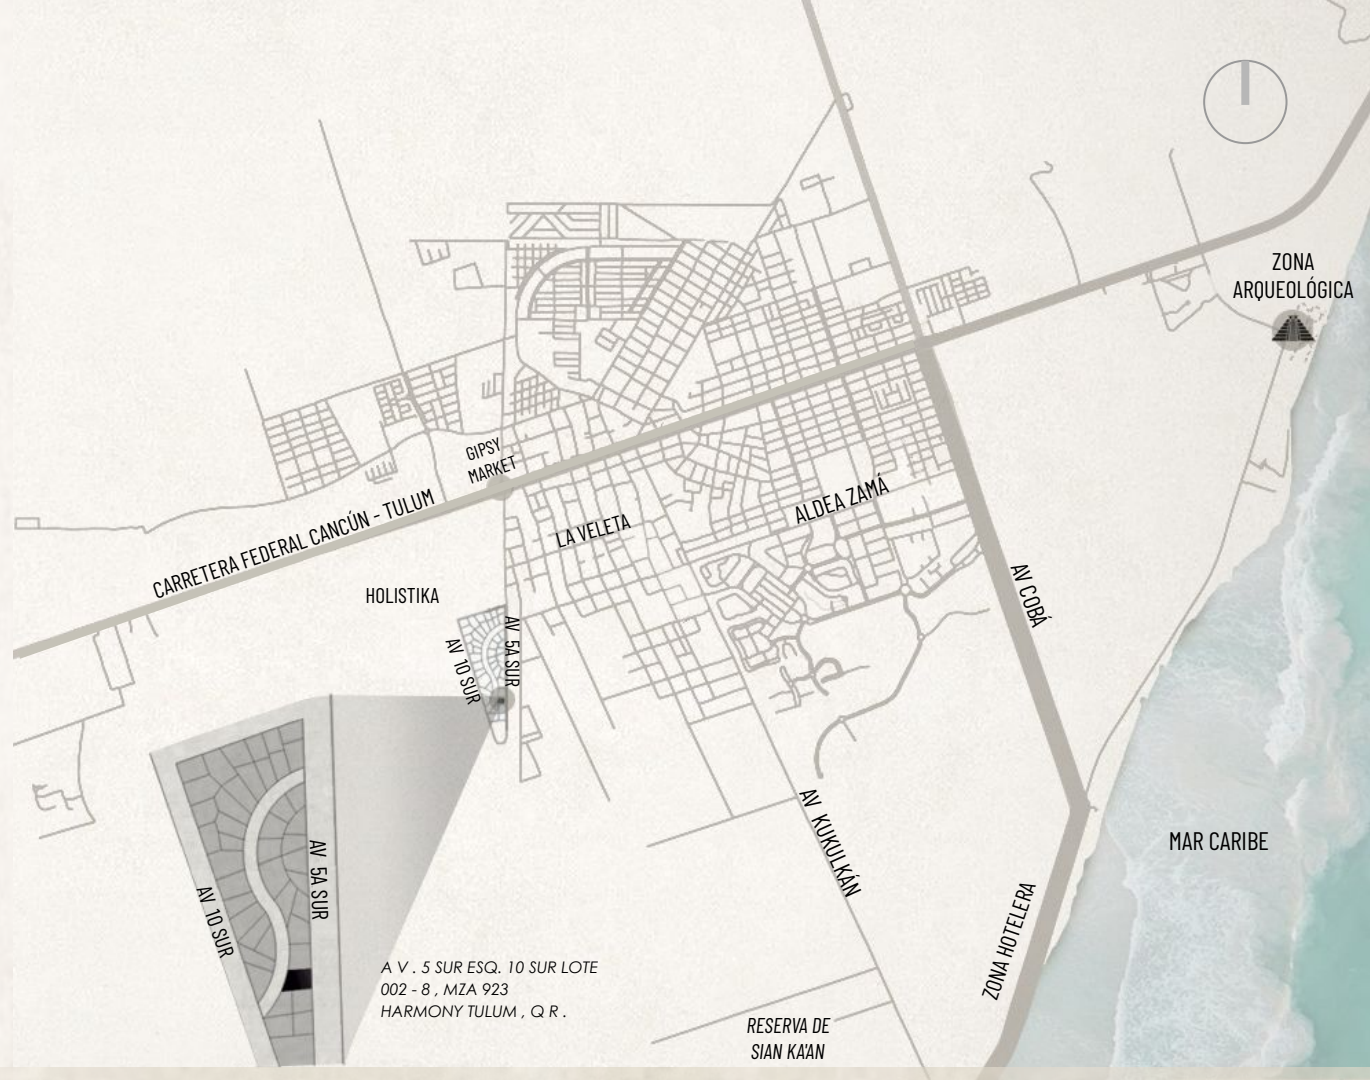 ZONA
ARQUEOLÓGICA
GIPSY
MARKET
CARRETERA FEDERAL CANCÚN - TULUM
LA VELETA
ALDEA ZAMÁ
HOLISTIKA
AV 10 SUR
AV 5A SUR
AV COBÁ
AV KUKULKÁN
MAR CARIBE
ZONA HOTELERA
AV 10 SUR
AV 5A SUR
A V . 5 SUR ESQ. 10 SUR LOTE
002 - 8 , MZA 923
HARMONY TULUM , Q R .
RESERVA DE
SIAN KA'AN